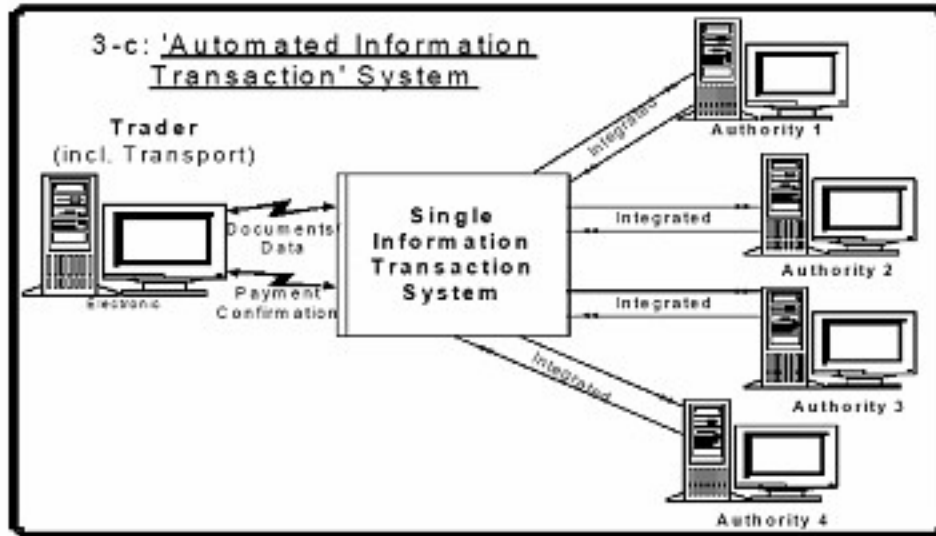 3-c: 'Automated Information
Transaction' System
Trader
(incl. Transport)
Electronic
Documents/
Data
Payment
Confirmation
Single
Information
Transaction
System
Integrated
Authority 1
Integrated
Authority 2
Integrated
Authority 3
Integrated
Authority 4